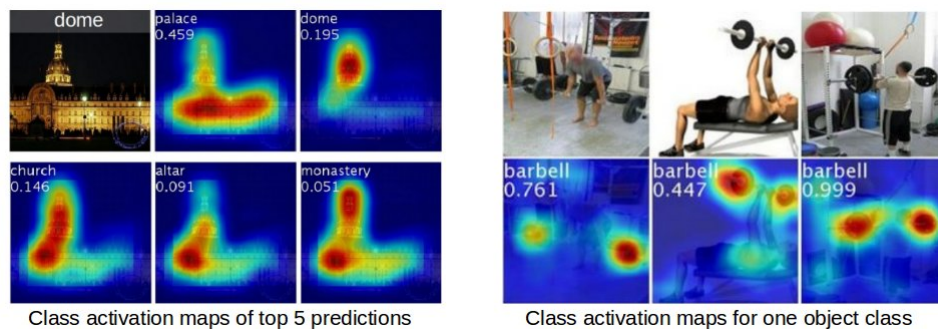 dome
palace
0.459
dome
0.195
church
0.146
altar
0.091
monastery
0.051
Class activation maps of top 5 predictions
barbell
0.761
barbell
0.447
barbell
0.999
Class activation maps for one object class